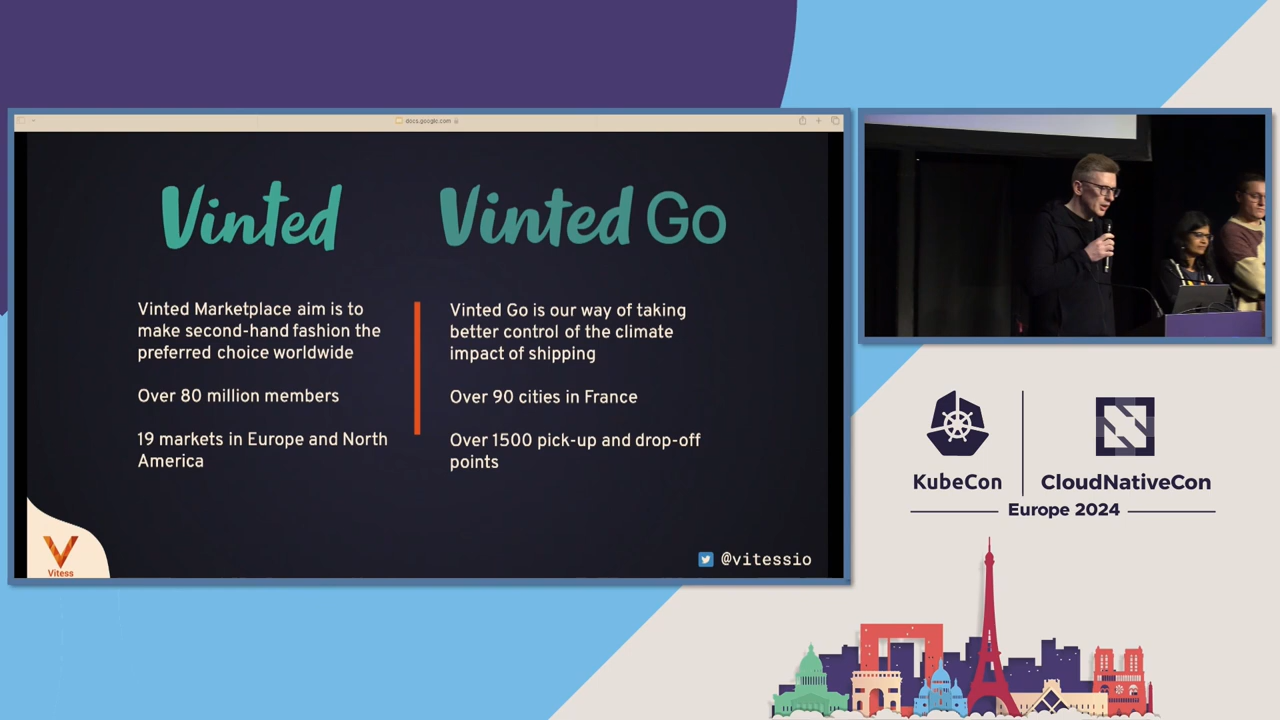 docs.google.com
Vinted
Vinted Go
Vinted Marketplace aim is to
make second-hand fashion the
preferred choice worldwide
Over 80 million members
19 markets in Europe and North
America
Vinted Go is our way of taking
better control of the climate
impact of shipping
Over 90 cities in France
Over 1500 pick-up and drop-off
points
Vitess
@vitessio
KubeCon
CloudNativeCon
Europe 2024